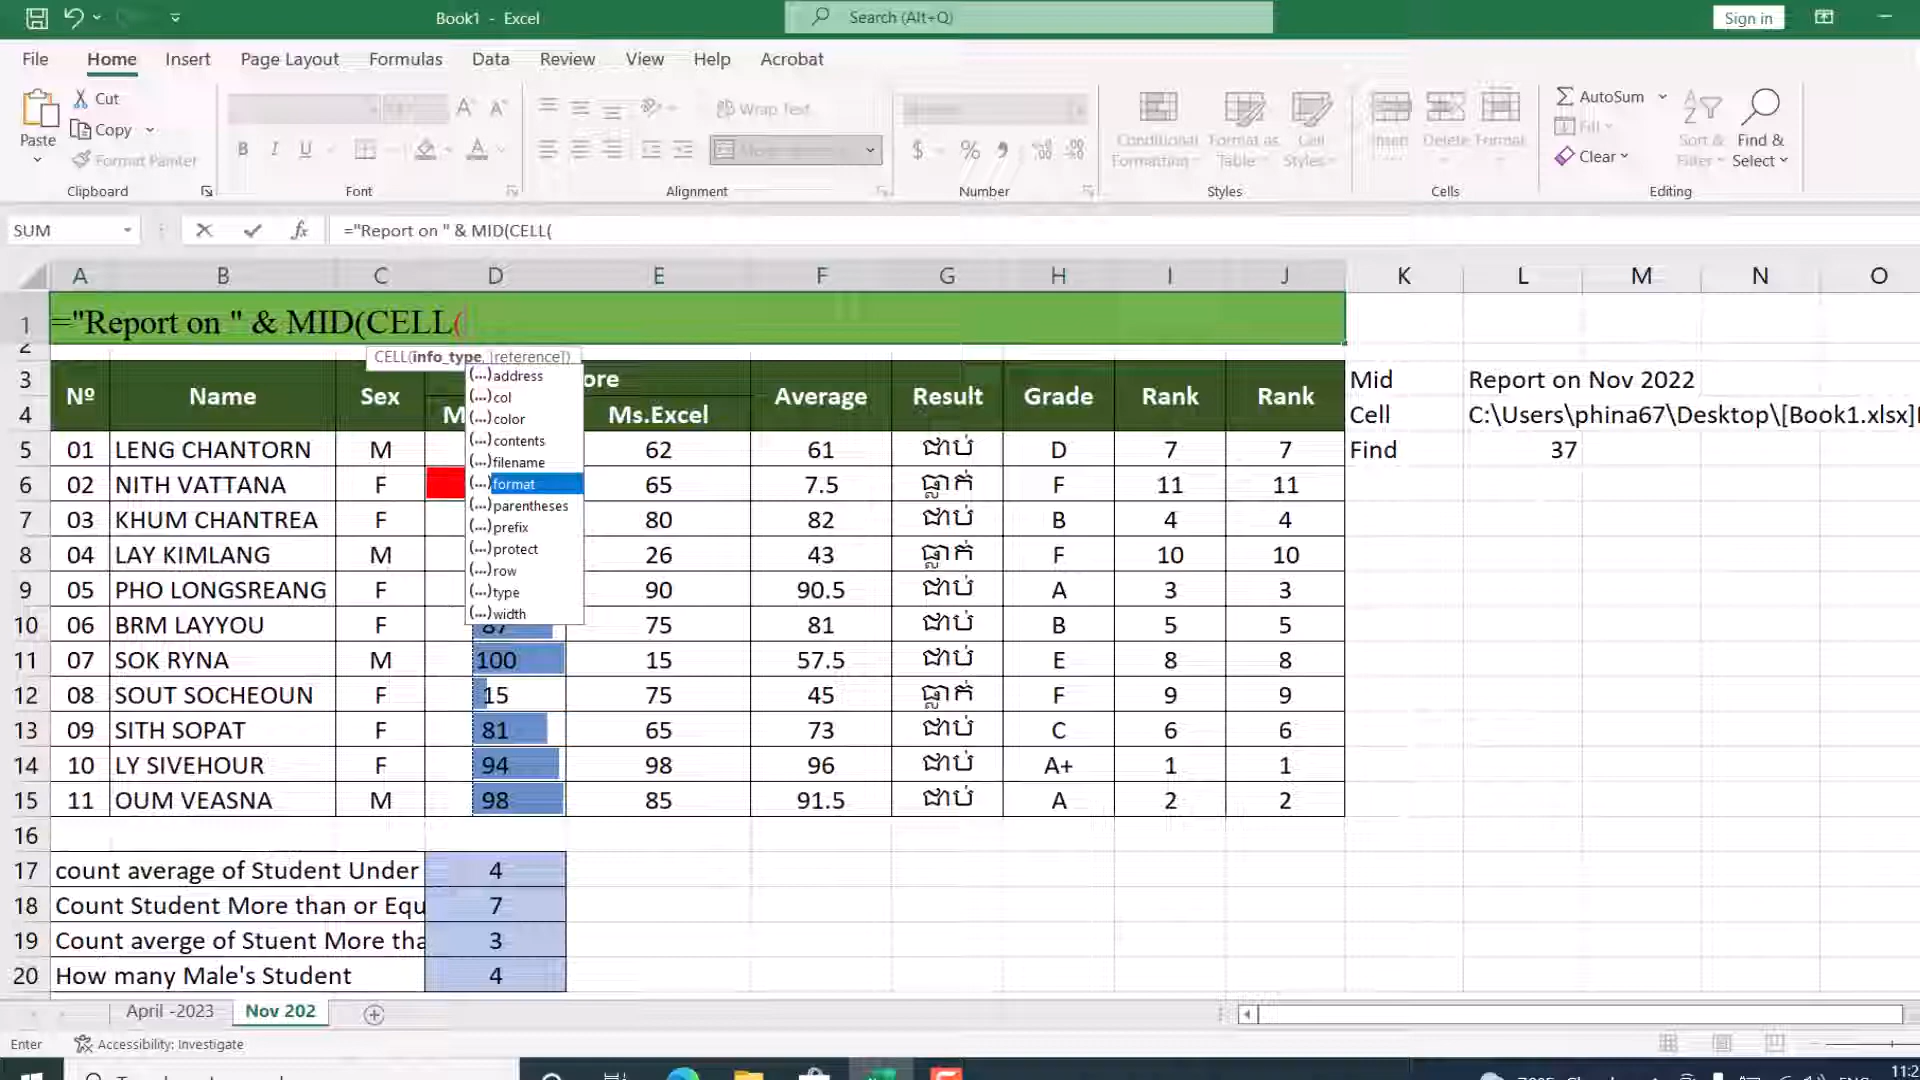 Book1 - Excel
Search (Alt+Q)
Sign in
File Home Insert Page Layout Formulas Data Review View Help Acrobat
Paste
Cut
Copy
Format Painter
Clipboard
B I U
Font
Wrap Text
Alignment
$ % 9
Number
Conditional Formatting
Format as Table
Cell Styles
Styles
Insert Delete Format
Cells
AutoSum
Fill
Clear
Sort & Filter
Find & Select
Editing
SUM
fx
="Report on " & MID(CELL(
A B C D E F G H I J K L M N O
1 ="Report on " & MID(CELL(
2
CELL(info_type, [reference])
(...)address
(...)col
(...)color
(...)contents
(...)filename
(...)format
(...)parentheses
(...)prefix
(...)protect
(...)row
(...)type
(...)width
3 Nº Name Sex ore Average Result Grade Rank Rank Mid Report on Nov 2022
4 M Ms.Excel Cell C:\Users\phina67\Desktop\[Book1.xlsx]
5 01 LENG CHANTORN M 62 61 ជាប់ D 7 7 Find 37
6 02 NITH VATTANA F 65 7.5 ធ្លាក់ F 11 11
7 03 KHUM CHANTREA F 80 82 ជាប់ B 4 4
8 04 LAY KIMLANG M 26 43 ធ្លាក់ F 10 10
9 05 PHO LONGSREANG F 90 90.5 ជាប់ A 3 3
10 06 BRM LAYYOU F 87 75 81 ជាប់ B 5 5
11 07 SOK RYNA M 100 15 57.5 ជាប់ E 8 8
12 08 SOUT SOCHEOUN F 15 75 45 ធ្លាក់ F 9 9
13 09 SITH SOPAT F 81 65 73 ជាប់ C 6 6
14 10 LY SIVEHOUR F 94 98 96 ជាប់ A+ 1 1
15 11 OUM VEASNA M 98 85 91.5 ជាប់ A 2 2
16
17 count average of Student Under 4
18 Count Student More than or Equ 7
19 Count averge of Stuent More tha 3
20 How many Male's Student 4
April -2023 Nov 202
Enter
Accessibility: Investigate
11:2